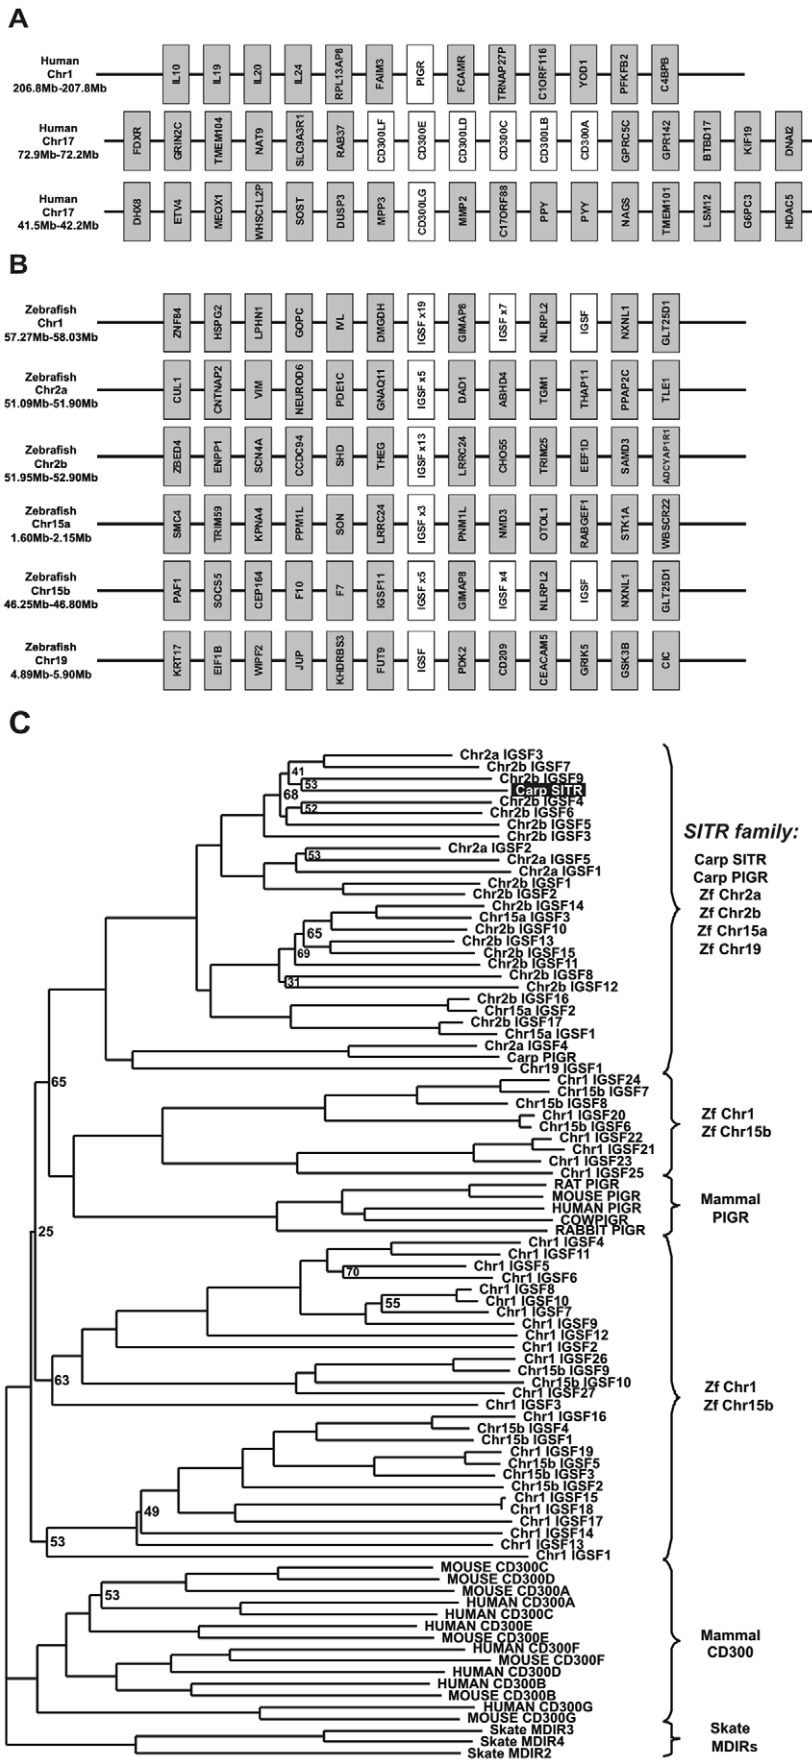 A
Human
Chr1
206.8Mb-207.8Mb
IL10
IL19
IL20
IL24
RPL13AP8
FAIM3
PIGR
FCAMR
TRNAP27P
C1ORF116
YOD1
PFKFB2
C4BPB
Human
Chr17
72.9Mb-72.2Mb
FDXR
GRIN2C
TMEM104
NAT9
SLC9A3R1
RAB37
CD300LF
CD300E
CD300LD
CD300C
CD300LB
CD300A
GPRC5C
GPR142
BTBD17
KIF19
DNAI2
Human
Chr17
41.5Mb-42.2Mb
DHX8
ETV4
MEOX1
WHSC1L2P
SOST
DUSP3
MPP3
CD300LG
MMP2
C17ORF88
PPY
PYY
NAGS
TMEM101
LSM12
G6PC3
HDAC5
B
Zebrafish
Chr1
57.27Mb-58.03Mb
ZNF84
HSPG2
LPHN1
GOPC
IVL
DMGDH
IGSF x19
GIMAP8
IGSF x7
NLRPL2
IGSF
NXNL1
GLT25D1
Zebrafish
Chr2a
51.09Mb-51.90Mb
CUL1
CNTNAP2
VIM
NEUROD6
PDE1C
GNAQ11
IGSF x5
DAD1
ABHD4
TGM1
THAP11
PPAP2C
TLE1
Zebrafish
Chr2b
51.95Mb-52.90Mb
ZBED4
ENPP1
SCN4A
CCDC94
SHD
THEG
IGSF x13
LRRC24
CHO55
TRIM25
EEF1D
SAMD3
ADCYAP1R1
Zebrafish
Chr15a
1.60Mb-2.15Mb
SMC4
TRIM59
KPNA4
PPM1L
SON
LRRC24
IGSF x3
PNM1L
NMD3
OTOL1
RABGEF1
STK1A
WBSCR22
Zebrafish
Chr15b
46.25Mb-46.80Mb
PAF1
SOCS5
CEP164
F10
F7
IGSF11
IGSF x5
GIMAP8
IGSF x4
NLRPL2
IGSF
NXNL1
GLT25D1
Zebrafish
Chr19
4.89Mb-5.90Mb
KRT17
EIF1B
WIPF2
JUP
KHDRBS3
FUT9
IGSF
PDK2
CD209
CEACAM5
GRIK5
GSK3B
CIC
C
Chr2a IGSF3
Chr2b IGSF7
41
Chr2b IGSF9
53
Carp SITR
68
Chr2b IGSF4
52
Chr2b IGSF6
Chr2b IGSF5
Chr2b IGSF3
Chr2a IGSF2
53
Chr2a IGSF5
Chr2a IGSF1
Chr2b IGSF1
Chr2b IGSF2
Chr2b IGSF14
Chr15a IGSF3
65
Chr2b IGSF10
Chr2b IGSF13
69
Chr2b IGSF15
Chr2b IGSF11
Chr2b IGSF8
31
Chr2b IGSF12
Chr2b IGSF16
Chr15a IGSF2
Chr2b IGSF17
Chr15a IGSF1
Chr2a IGSF4
Carp PIGR
Chr19 IGSF1
SITR family:
Carp SITR
Carp PIGR
Zf Chr2a
Zf Chr2b
Zf Chr15a
Zf Chr19
65
Chr1 IGSF24
Chr15b IGSF7
Chr15b IGSF8
Chr1 IGSF20
Chr15b IGSF6
Chr1 IGSF22
Chr1 IGSF21
Chr1 IGSF23
Chr1 IGSF25
Zf Chr1
Zf Chr15b
RAT PIGR
MOUSE PIGR
HUMAN PIGR
COWPIGR
RABBIT PIGR
Mammal
PIGR
25
Chr1 IGSF4
Chr1 IGSF11
Chr1 IGSF5
70
Chr1 IGSF6
Chr1 IGSF8
55
Chr1 IGSF10
Chr1 IGSF7
Chr1 IGSF9
Chr1 IGSF12
Chr1 IGSF2
Chr1 IGSF26
Chr15b IGSF9
63
Chr15b IGSF10
Chr1 IGSF27
Chr1 IGSF3
Chr1 IGSF16
Chr15b IGSF4
Chr15b IGSF1
Chr1 IGSF19
Chr15b IGSF5
Chr15b IGSF3
Chr15b IGSF2
Chr1 IGSF15
49
Chr1 IGSF18
Chr1 IGSF17
Chr1 IGSF14
53
Chr1 IGSF13
Chr1 IGSF1
Zf Chr1
Zf Chr15b
MOUSE CD300C
MOUSE CD300D
53
MOUSE CD300A
HUMAN CD300A
HUMAN CD300C
HUMAN CD300E
MOUSE CD300E
HUMAN CD300F
MOUSE CD300F
HUMAN CD300D
HUMAN CD300B
MOUSE CD300B
HUMAN CD300G
MOUSE CD300G
Mammal
CD300
Skate MDIR3
Skate MDIR4
Skate MDIR2
Skate
MDIRs